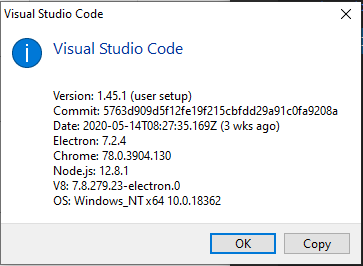 Visual Studio Code
Visual Studio Code
Version: 1.45.1 (user setup)
Commit: 5763d909d5f12fe19f215cbfdd29a91c0fa9208a
Date: 2020-05-14T08:27:35.169Z (3 wks ago)
Electron: 7.2.4
Chrome: 78.0.3904.130
Node.js: 12.8.1
V8: 7.8.279.23-electron.0
OS: Windows_NT x64 10.0.18362
OK
Copy